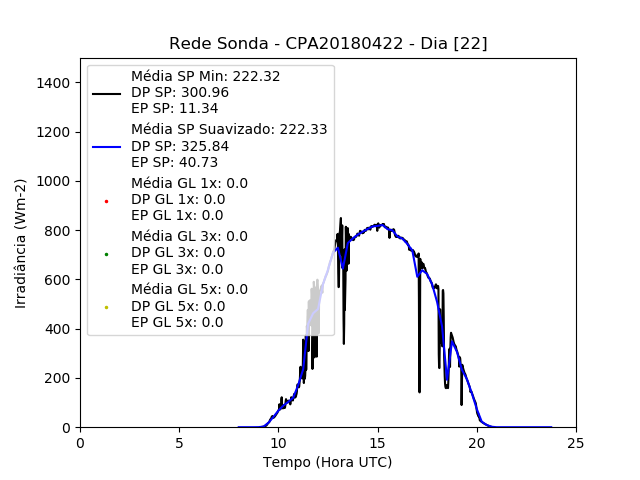 Rede Sonda - CPA20180422 - Dia [22]
Irradiância (Wm-2)
1400
1200
1000
800
600
400
200
0
Média SP Min: 222.32
DP SP: 300.96
EP SP: 11.34
Média SP Suavizado: 222.33
DP SP: 325.84
EP SP: 40.73
Média GL 1x: 0.0
DP GL 1x: 0.0
EP GL 1x: 0.0
Média GL 3x: 0.0
DP GL 3x: 0.0
EP GL 3x: 0.0
Média GL 5x: 0.0
DP GL 5x: 0.0
EP GL 5x: 0.0
0 5 10 15 20 25
Tempo (Hora UTC)